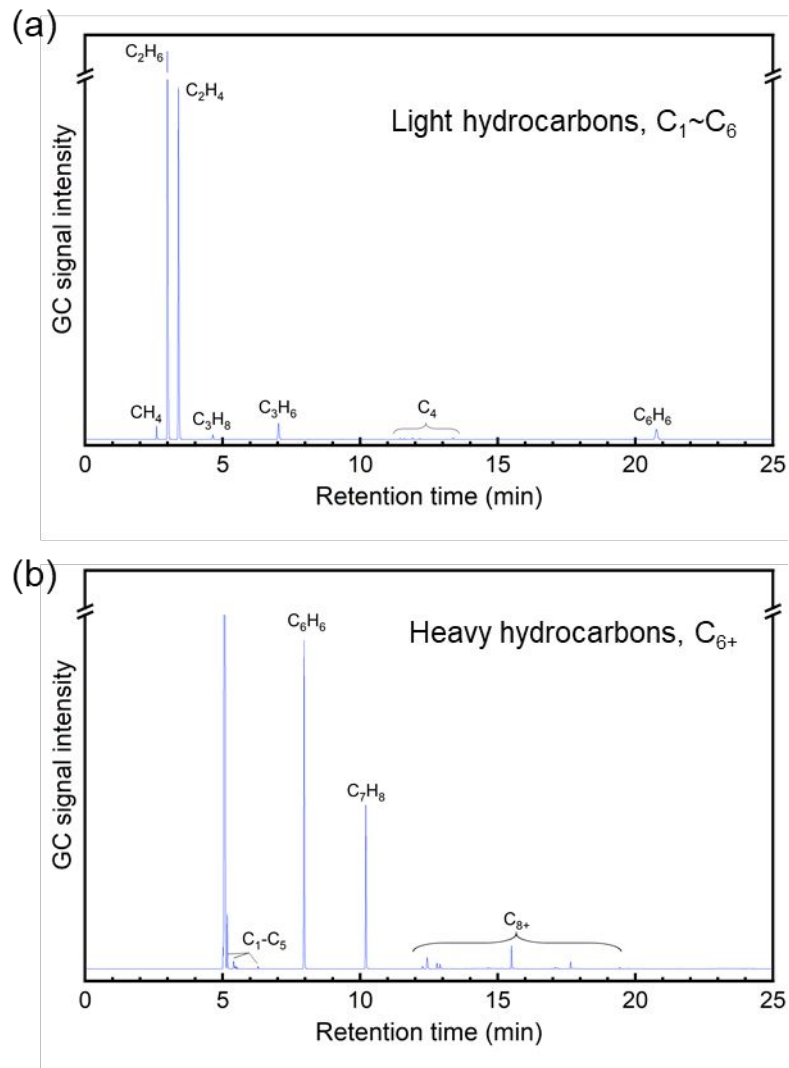 (a)
C₂H₆
C₂H₄
Light hydrocarbons, C₁~C₆
GC signal intensity
CH₄
C₃H₈
C₃H₆
C₄
C₆H₆
0 5 10 15 20 25
Retention time (min)
(b)
C₆H₆
Heavy hydrocarbons, C₆₊
GC signal intensity
C₇H₈
C₁-C₅
C₈₊
0 5 10 15 20 25
Retention time (min)